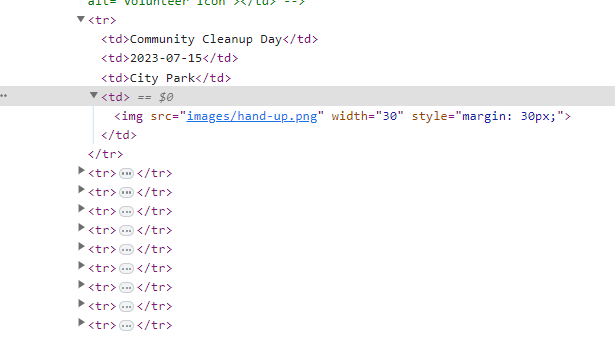 alt="Volunteer Icon"></td> -->
<tr>
<td>Community Cleanup Day</td>
<td>2023-07-15</td>
<td>City Park</td>
<td> == $0
<img src="images/hand-up.png" width="30" style="margin: 30px;">
</td>
</tr>
<tr>…</tr>
<tr>…</tr>
<tr>…</tr>
<tr>…</tr>
<tr>…</tr>
<tr>…</tr>
<tr>…</tr>
<tr>…</tr>
<tr>…</tr>